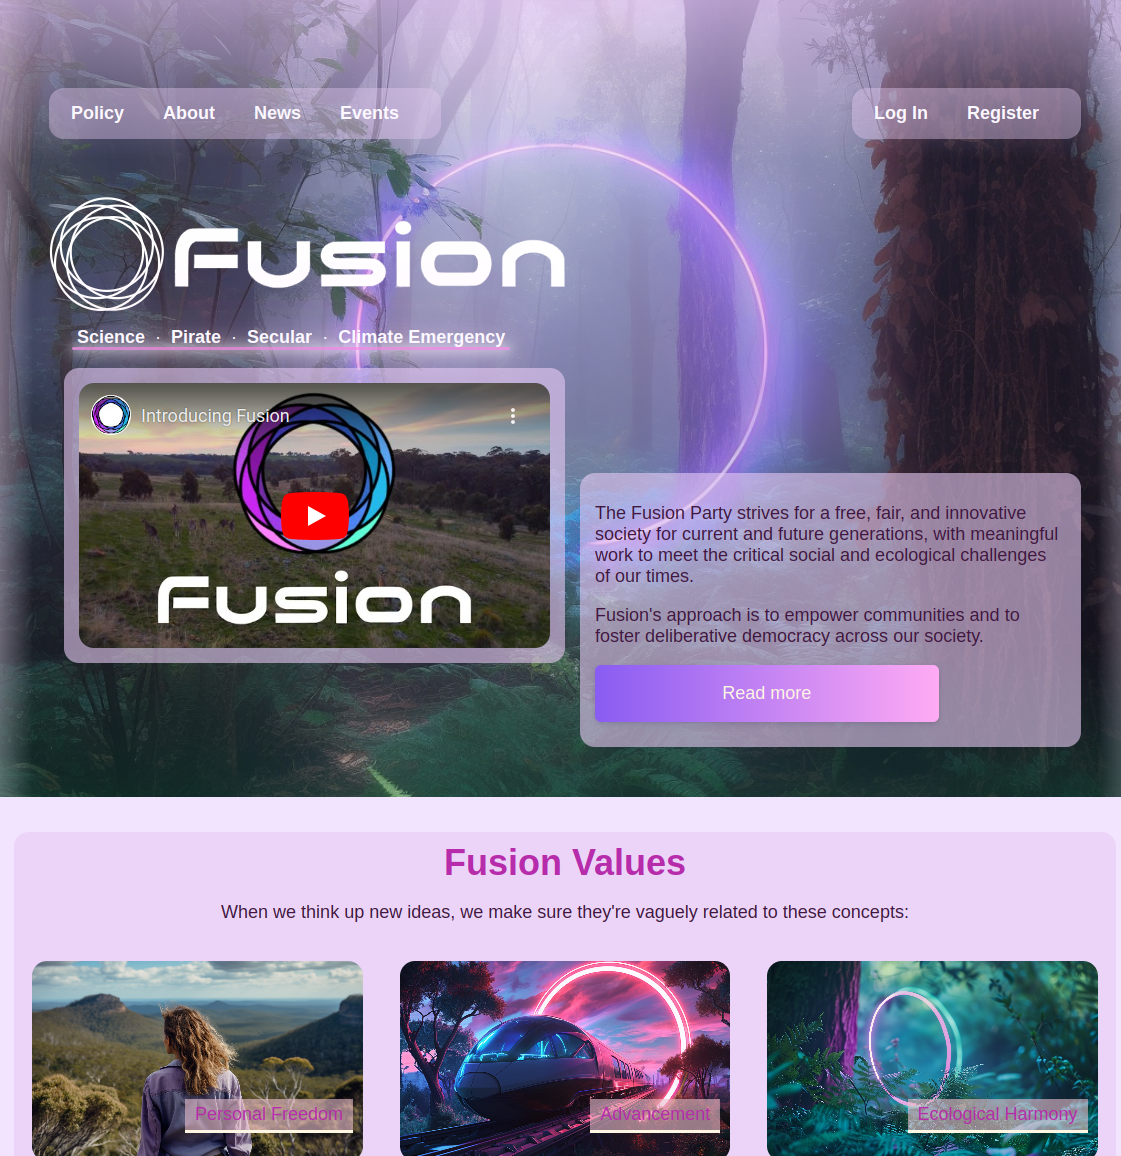 Policy About News Events Log In Register
Fusion
Science · Pirate · Secular · Climate Emergency
Introducing Fusion
Fusion
The Fusion Party strives for a free, fair, and innovative
society for current and future generations, with meaningful
work to meet the critical social and ecological challenges
of our times.
Fusion's approach is to empower communities and to
foster deliberative democracy across our society.
Read more
Fusion Values
When we think up new ideas, we make sure they're vaguely related to these concepts:
Personal Freedom
Advancement
Ecological Harmony